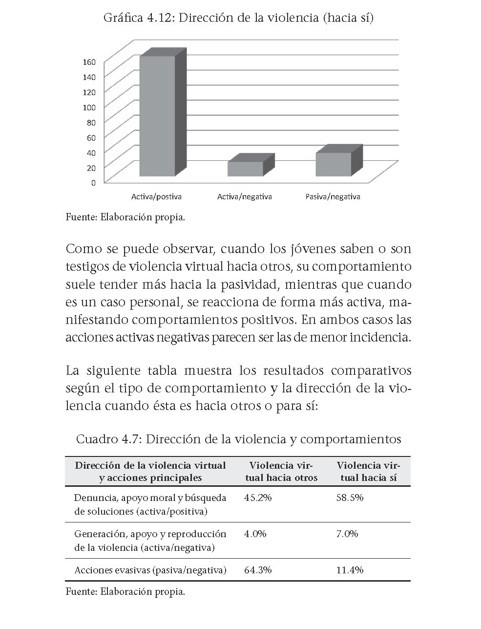 Gráfica 4.12: Dirección de la violencia (hacia sí)
160
140
120
100
80
60
40
20
0
Activa/postiva
Activa/negativa
Pasiva/negativa
Fuente: Elaboración propia.
Como se puede observar, cuando los jóvenes saben o son
testigos de violencia virtual hacia otros, su comportamiento
suele tender más hacia la pasividad, mientras que cuando
es un caso personal, se reacciona de forma más activa, ma-
nifestando comportamientos positivos. En ambos casos las
acciones activas negativas parecen ser las de menor incidencia.
La siguiente tabla muestra los resultados comparativos
según el tipo de comportamiento y la dirección de la vio-
lencia cuando ésta es hacia otros o para sí:
Cuadro 4.7: Dirección de la violencia y comportamientos
Dirección de la violencia virtual
y acciones principales
Violencia vir-
tual hacia otros
Violencia vir-
tual hacia sí
Denuncia, apoyo moral y búsqueda
de soluciones (activa/positiva)
45.2%
58.5%
Generación, apoyo y reproducción
de la violencia (activa/negativa)
4.0%
7.0%
Acciones evasivas (pasiva/negativa)
64.3%
11.4%
Fuente: Elaboración propia.